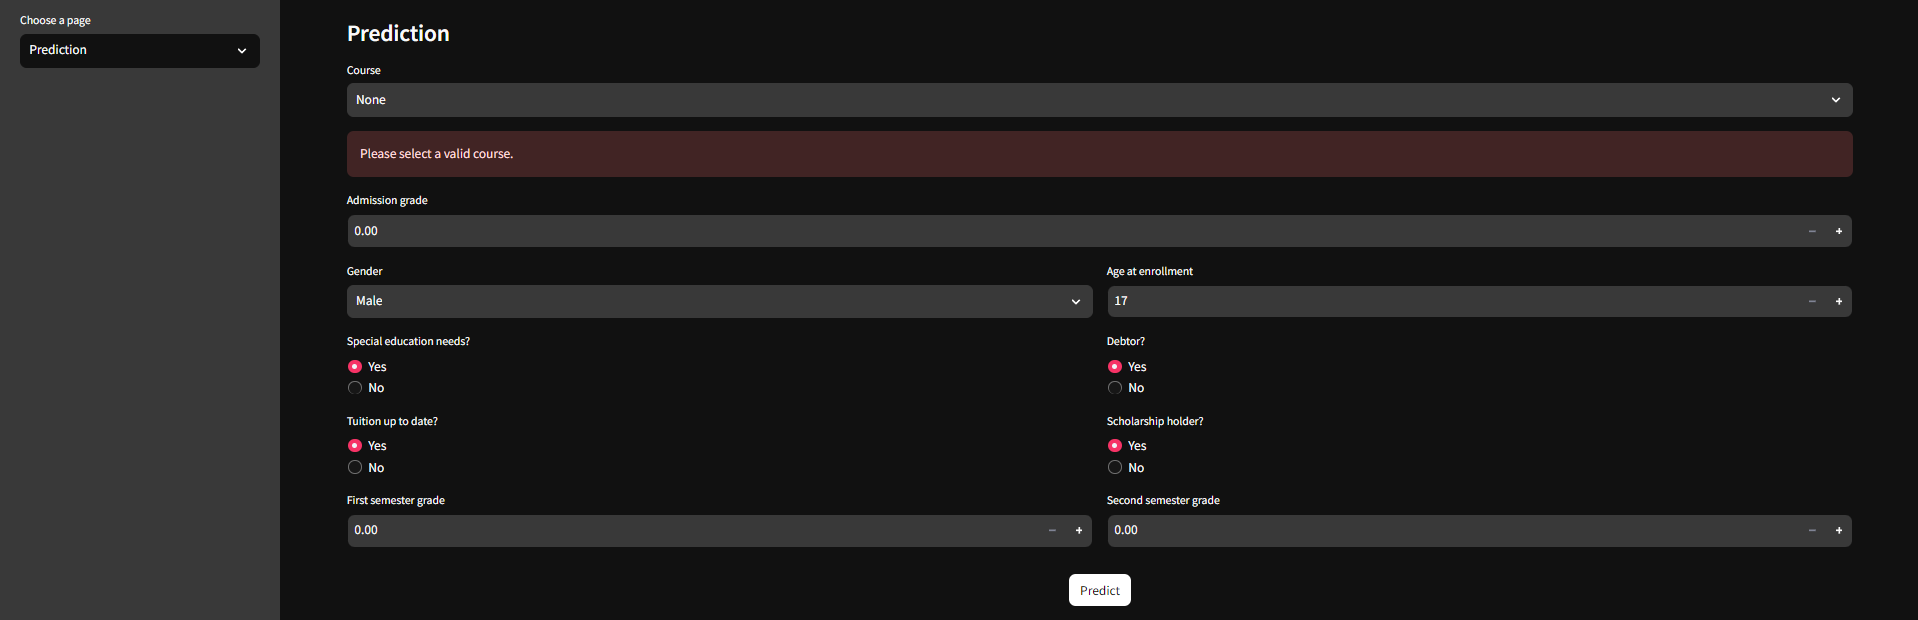 Choose a page
Prediction
Prediction
Course
None
Please select a valid course.
Admission grade
0.00
Gender
Age at enrollment
Male
17
Special education needs?
Debtor?
Yes
Yes
No
No
Tuition up to date?
Scholarship holder?
Yes
Yes
No
No
First semester grade
Second semester grade
0.00
0.00
Predict